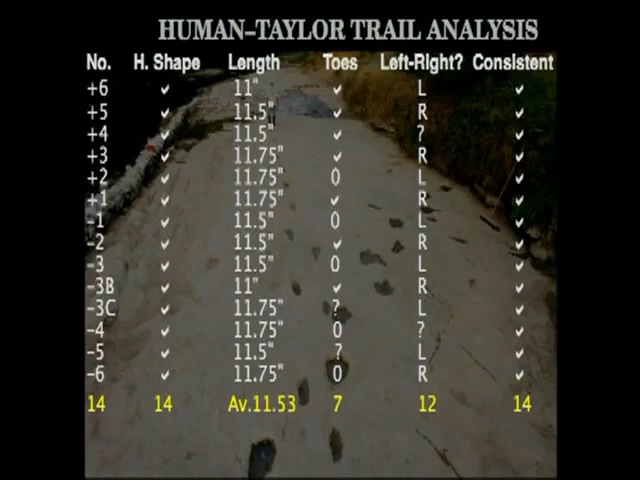 HUMAN–TAYLOR TRAIL ANALYSIS
No. H. Shape Length Toes Left-Right? Consistent
+6 ✓ 11" ✓ L ✓
+5 ✓ 11.5" ✓ R ✓
+4 ✓ 11.5" ✓ ? ✓
+3 ✓ 11.75" ✓ R ✓
+2 ✓ 11.75" 0 L ✓
+1 ✓ 11.75" ✓ R ✓
–1 ✓ 11.5" 0 L ✓
–2 ✓ 11.5" ✓ R ✓
–3 ✓ 11.5" 0 L ✓
–3B ✓ 11" ✓ R ✓
–3C ✓ 11.75" ? L ✓
–4 ✓ 11.75" 0 ? ✓
–5 ✓ 11.5" ? L ✓
–6 ✓ 11.75" 0 R ✓
14 14 Av.11.53 7 12 14